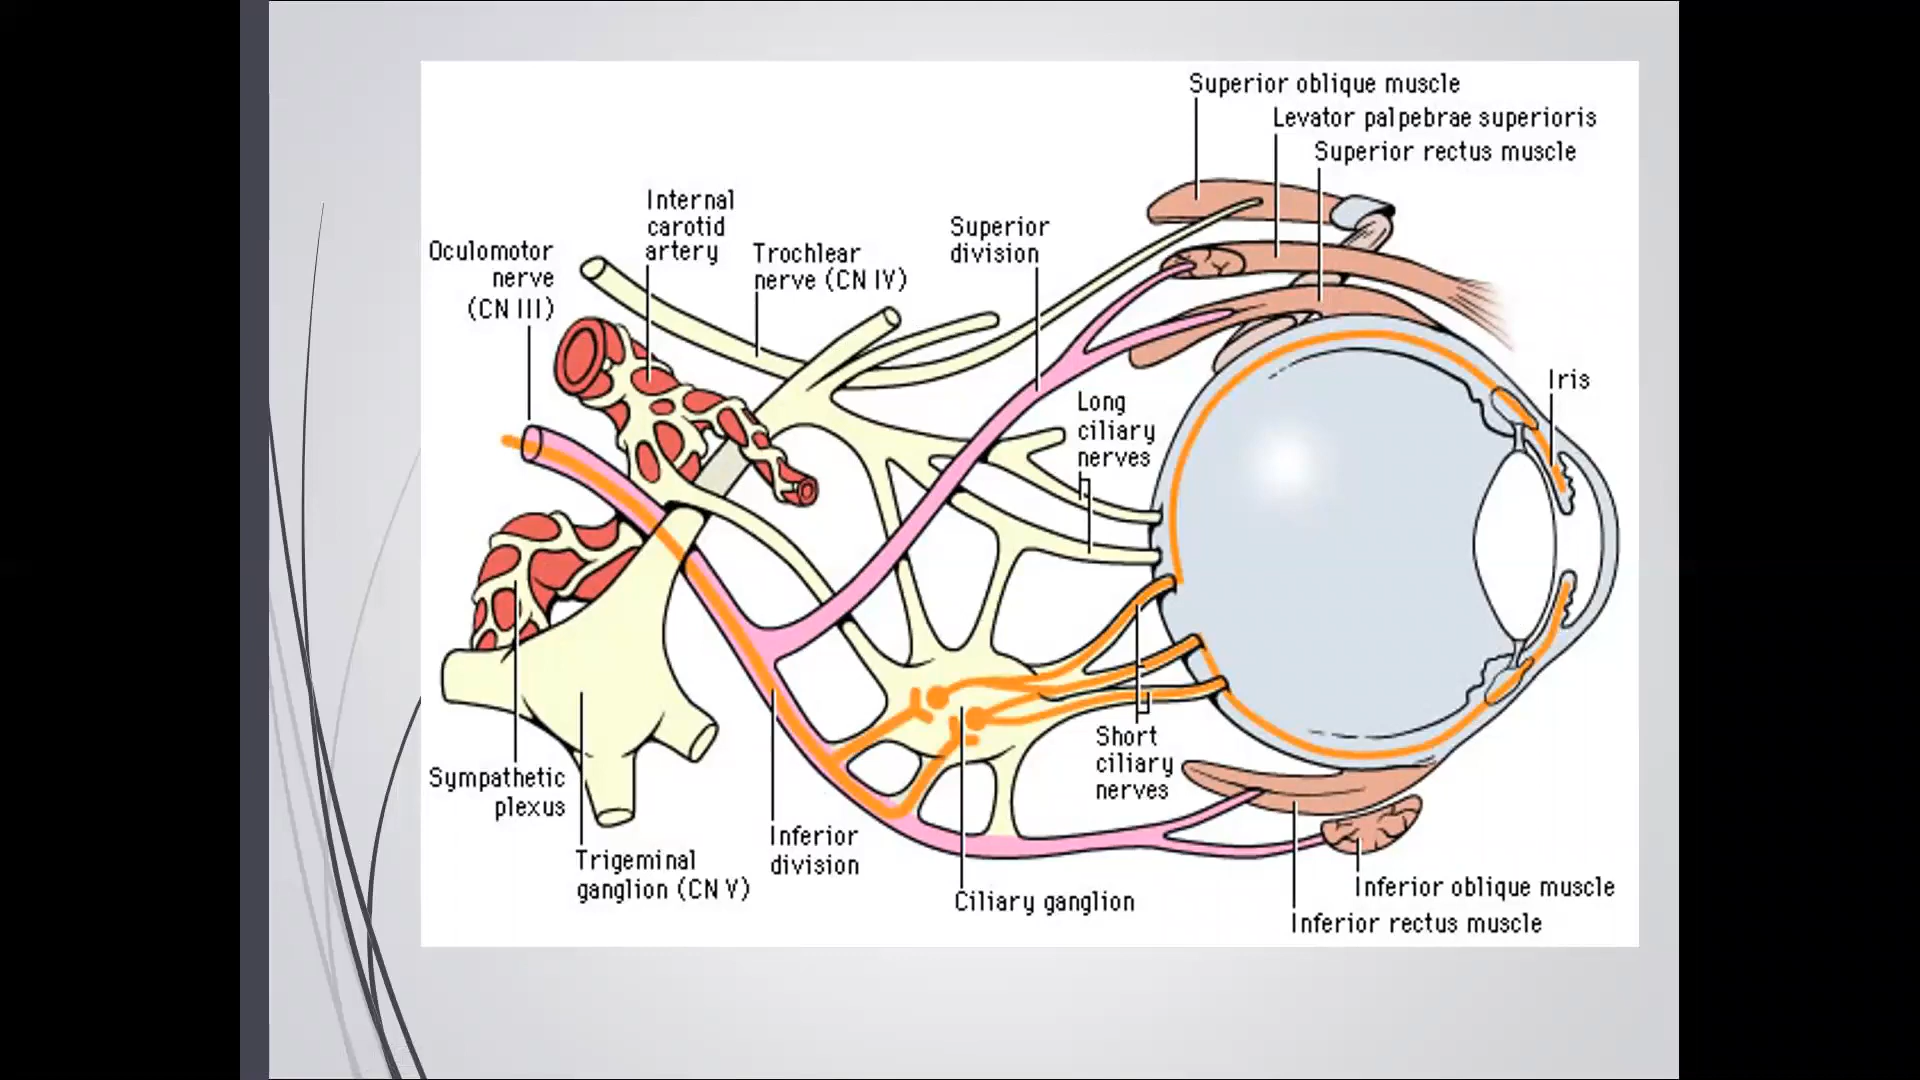 Superior oblique muscle
Levator palpebrae superioris
Superior rectus muscle
Internal
carotid
artery
Oculomotor
nerve
(CN III)
Trochlear
nerve (CN IV)
Superior
division
Iris
Long
ciliary
nerves
Short
ciliary
nerves
Sympathetic
plexus
Trigeminal
ganglion (CN V)
Inferior
division
Ciliary ganglion
Inferior oblique muscle
Inferior rectus muscle